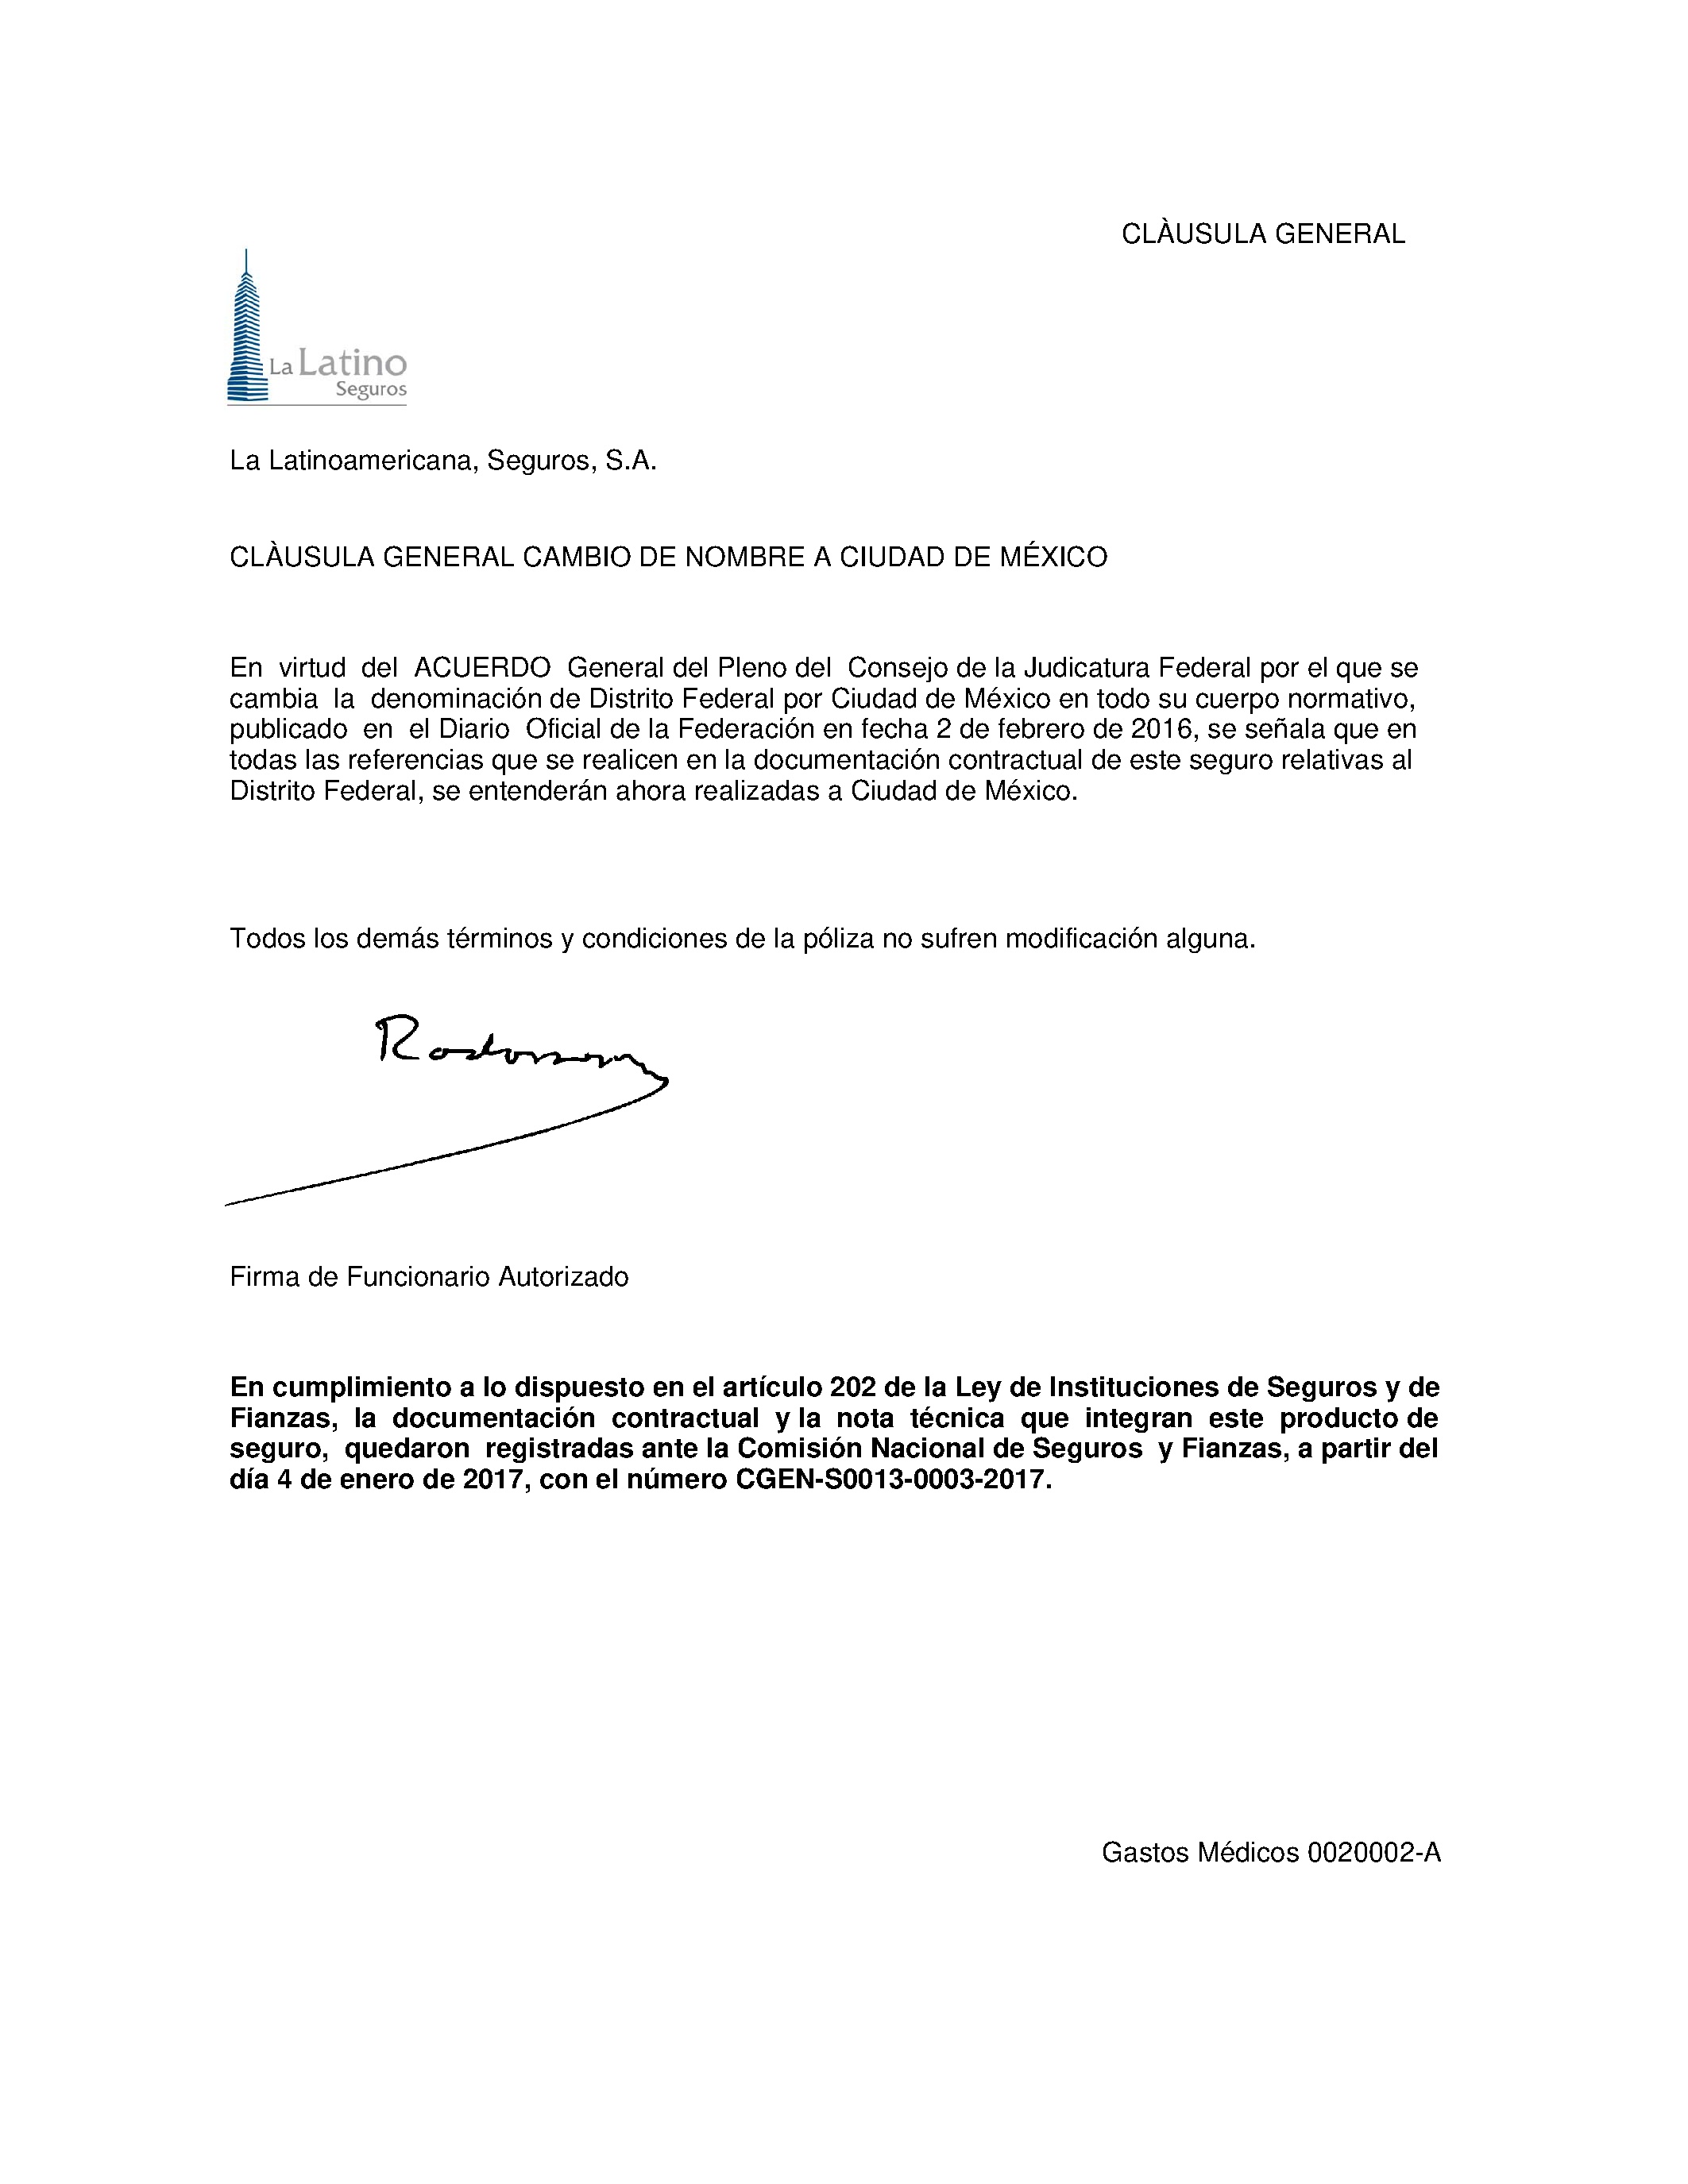 CLÀUSULA GENERAL
La Latino
Seguros
La Latinoamericana, Seguros, S.A.
CLÀUSULA GENERAL CAMBIO DE NOMBRE A CIUDAD DE MÉXICO
En virtud del ACUERDO General del Pleno del Consejo de la Judicatura Federal por el que se
cambia la denominación de Distrito Federal por Ciudad de México en todo su cuerpo normativo,
publicado en el Diario Oficial de la Federación en fecha 2 de febrero de 2016, se señala que en
todas las referencias que se realicen en la documentación contractual de este seguro relativas al
Distrito Federal, se entenderán ahora realizadas a Ciudad de México.
Todos los demás términos y condiciones de la póliza no sufren modificación alguna.
Firma de Funcionario Autorizado
En cumplimiento a lo dispuesto en el artículo 202 de la Ley de Instituciones de Seguros y de
Fianzas, la documentación contractual y la nota técnica que integran este producto de
seguro, quedaron registradas ante la Comisión Nacional de Seguros y Fianzas, a partir del
día 4 de enero de 2017, con el número CGEN-S0013-0003-2017.
Gastos Médicos 0020002-A